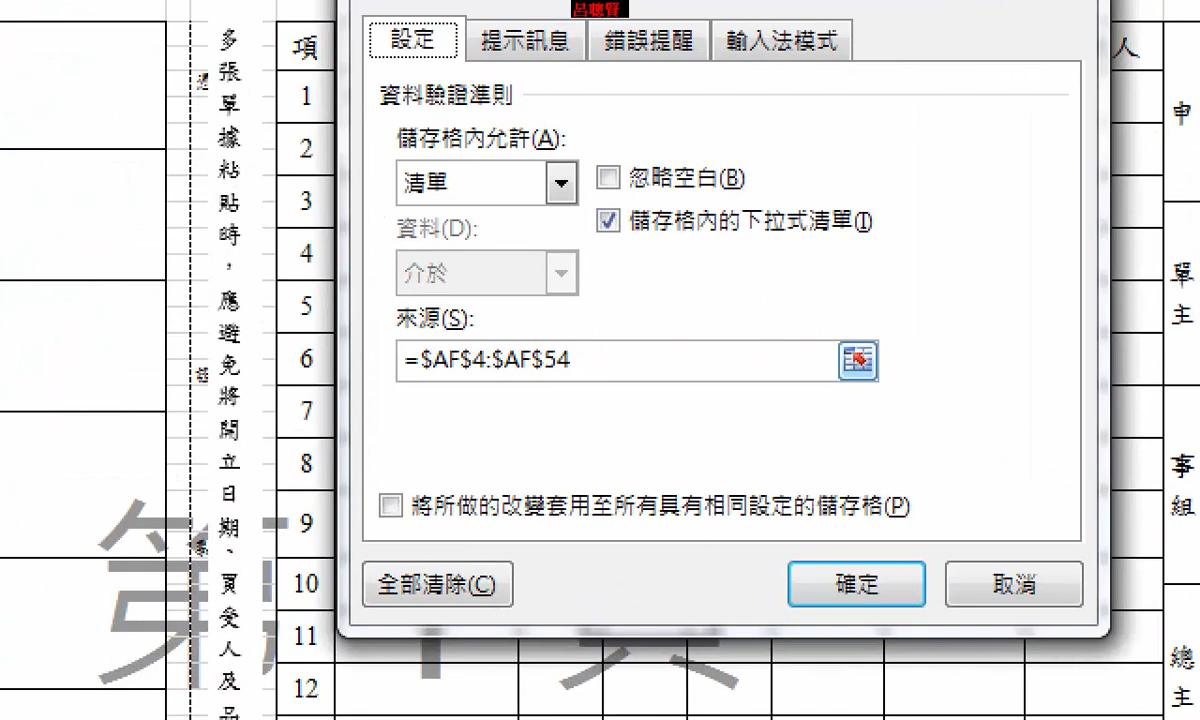 呂聰賢
設定 提示訊息 錯誤提醒 輸入法模式
資料驗證準則
儲存格內允許(A):
清單
忽略空白(B)
儲存格內的下拉式清單(I)
資料(D):
介於
來源(S):
=$AF$4:$AF$54
將所做的改變套用至所有具有相同設定的儲存格(P)
全部清除(C) 確定 取消
多張單據粘貼時，應避免將開立日期、買受人及品
項
1
2
3
4
5
6
7
8
9
10
11
12
人
申
單
主
事
組
總
主
第
頁